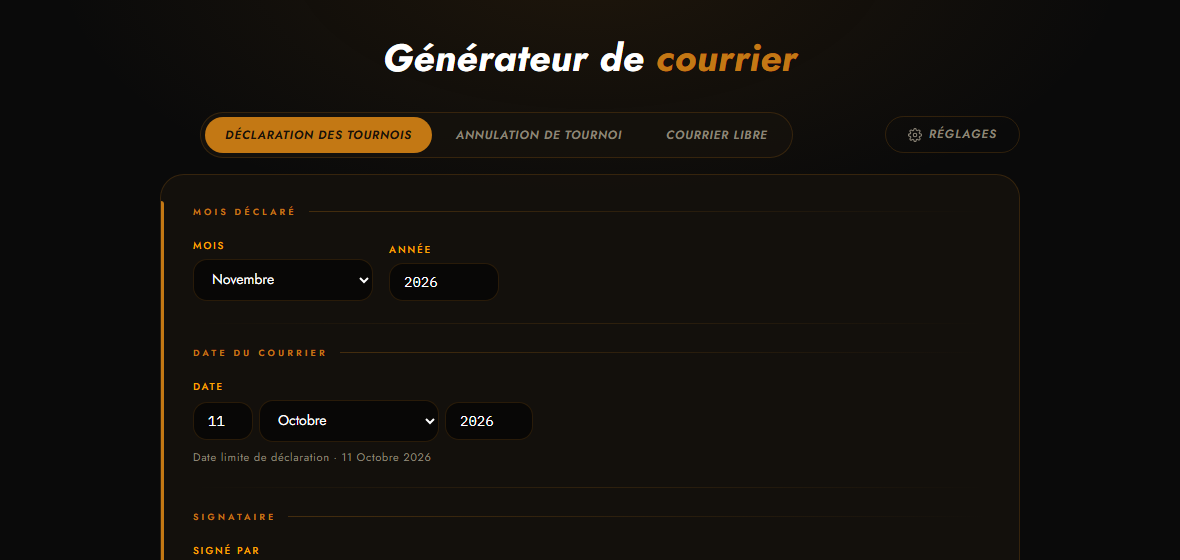 Générateur de courrier
DÉCLARATION DES TOURNOIS ANNULATION DE TOURNOI COURRIER LIBRE RÉGLAGES
MOIS DÉCLARÉ
MOIS ANNÉE
Novembre 2026
DATE DU COURRIER
DATE
11 Octobre 2026
Date limite de déclaration · 11 Octobre 2026
SIGNATAIRE
SIGNÉ PAR